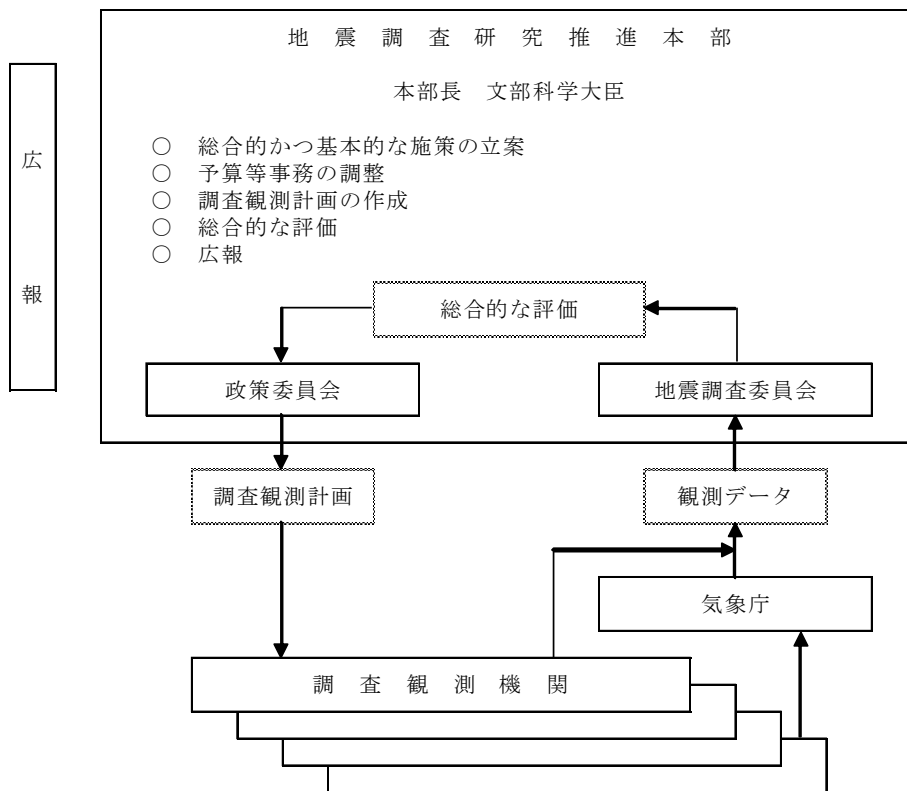 地震調査研究推進本部
本部長　文部科学大臣
広報
○　総合的かつ基本的な施策の立案
○　予算等事務の調整
○　調査観測計画の作成
○　総合的な評価
○　広報
総合的な評価
政策委員会
地震調査委員会
調査観測計画
観測データ
気象庁
調査観測機関